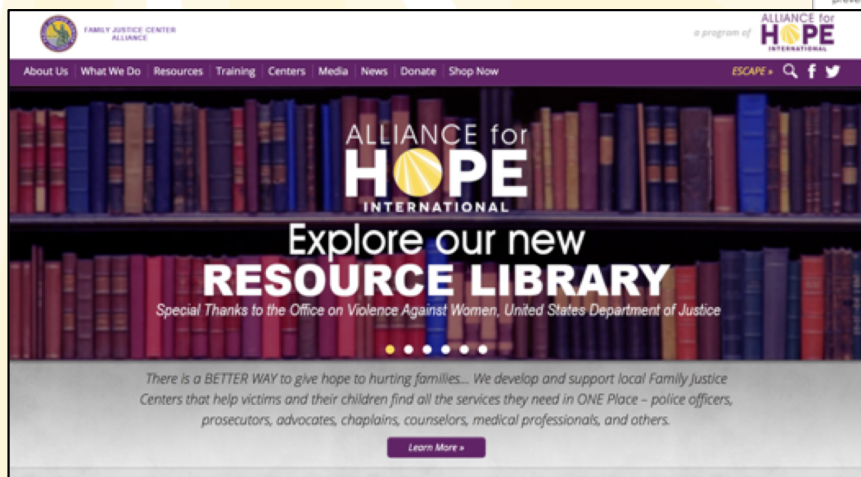 FAMILY JUSTICE CENTER
ALLIANCE
a program of
ALLIANCE for
HOPE
INTERNATIONAL
About Us What We Do Resources Training Centers Media News Donate Shop Now
ESCAPE »
ALLIANCE for
HOPE
INTERNATIONAL
Explore our new
RESOURCE LIBRARY
Special Thanks to the Office on Violence Against Women, United States Department of Justice
There is a BETTER WAY to give hope to hurting families... We develop and support local Family Justice
Centers that help victims and their children find all the services they need in ONE Place – police officers,
prosecutors, advocates, chaplains, counselors, medical professionals, and others.
Learn More »